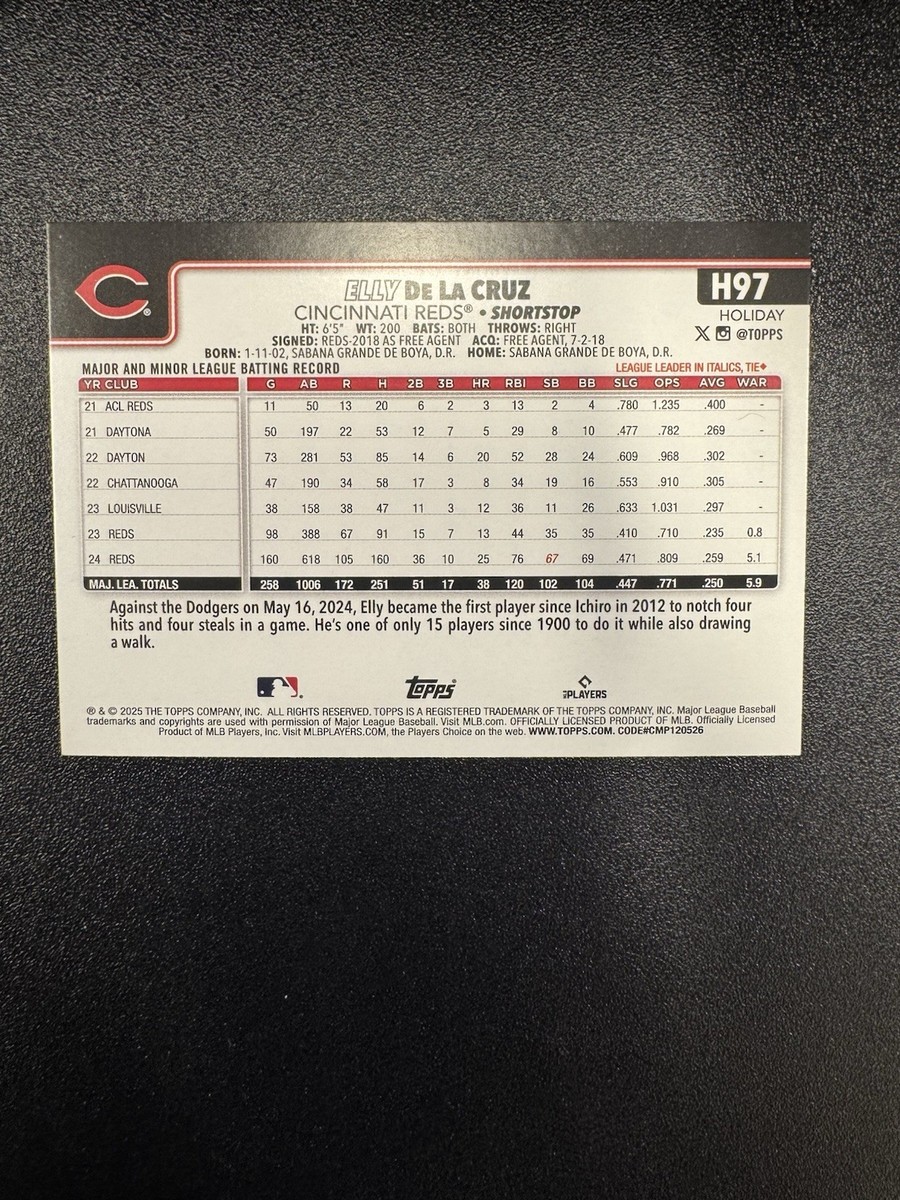 H97
HOLIDAY
@TOPPS
ELLY DE LA CRUZ
CINCINNATI REDS® • SHORTSTOP
HT: 6'5" WT: 200 BATS: BOTH THROWS: RIGHT
SIGNED: REDS-2018 AS FREE AGENT ACQ: FREE AGENT, 7-2-18
BORN: 1-11-02, SABANA GRANDE DE BOYA, D.R. HOME: SABANA GRANDE DE BOYA, D.R.
MAJOR AND MINOR LEAGUE BATTING RECORD LEAGUE LEADER IN ITALICS, TIE♦
YR CLUB G AB R H 2B 3B HR RBI SB BB SLG OPS AVG WAR
21 ACL REDS 11 50 13 20 6 2 3 13 2 4 .780 1.235 .400 -
21 DAYTONA 50 197 22 53 12 7 5 29 8 10 .477 .782 .269 -
22 DAYTON 73 281 53 85 14 6 20 52 28 24 .609 .968 .302 -
22 CHATTANOOGA 47 190 34 58 17 3 8 34 19 16 .553 .910 .305 -
23 LOUISVILLE 38 158 38 47 11 3 12 36 11 26 .633 1.031 .297 -
23 REDS 98 388 67 91 15 7 13 44 35 35 .410 .710 .235 0.8
24 REDS 160 618 105 160 36 10 25 76 67 69 .471 .809 .259 5.1
MAJ. LEA. TOTALS 258 1006 172 251 51 17 38 120 102 104 .447 .771 .250 5.9
Against the Dodgers on May 16, 2024, Elly became the first player since Ichiro in 2012 to notch four
hits and four steals in a game. He's one of only 15 players since 1900 to do it while also drawing
a walk.
Topps
MLB PLAYERS
® & © 2025 THE TOPPS COMPANY, INC. ALL RIGHTS RESERVED. TOPPS IS A REGISTERED TRADEMARK OF THE TOPPS COMPANY, INC. Major League Baseball
trademarks and copyrights are used with permission of Major League Baseball. Visit MLB.com. OFFICIALLY LICENSED PRODUCT OF MLB. Officially Licensed
Product of MLB Players, Inc. Visit MLBPLAYERS.COM, the Players Choice on the web. WWW.TOPPS.COM. CODE#CMP120526